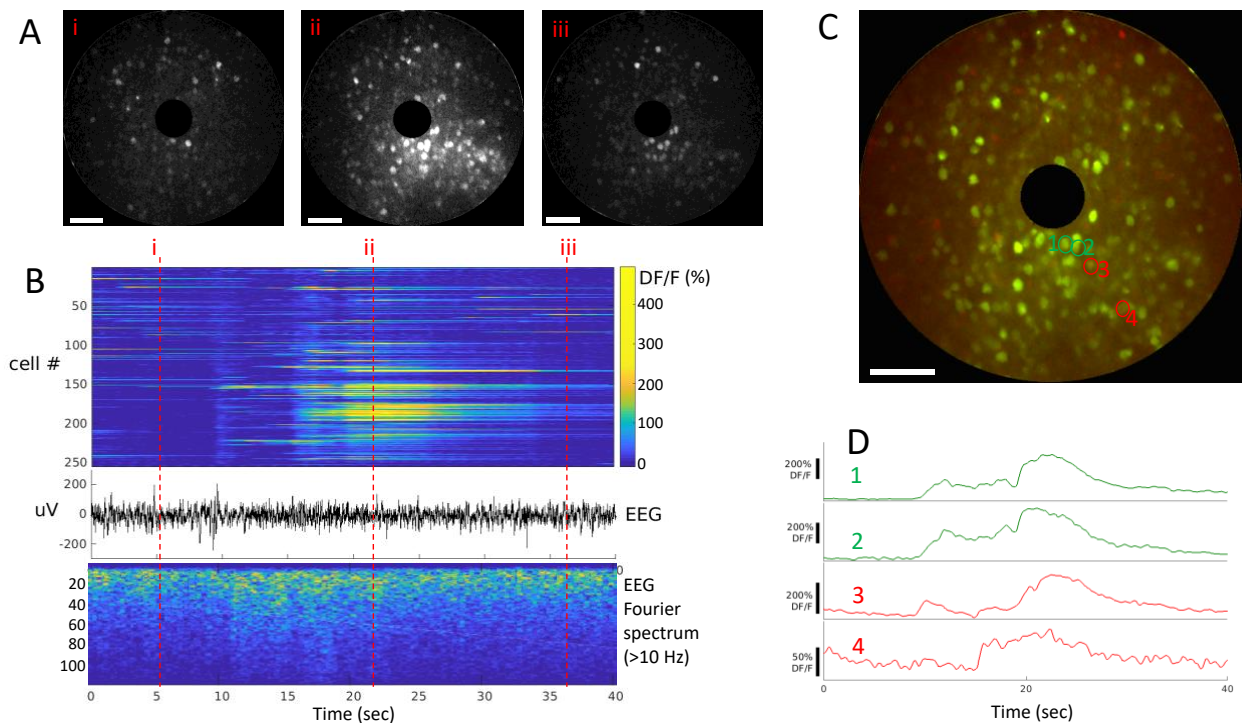 A
i
ii
iii
C
1
2
3
4
i
ii
iii
B
DF/F (%)
50
100
150
200
250
cell #
400
300
200
100
0
uV
200
0
-200
EEG
0
20
40
60
80
100
EEG
Fourier
spectrum
(>10 Hz)
0
5
10
15
20
25
30
35
40
Time (sec)
D
200%
DF/F
1
200%
DF/F
2
200%
DF/F
3
50%
DF/F
4
0
20
40
Time (sec)